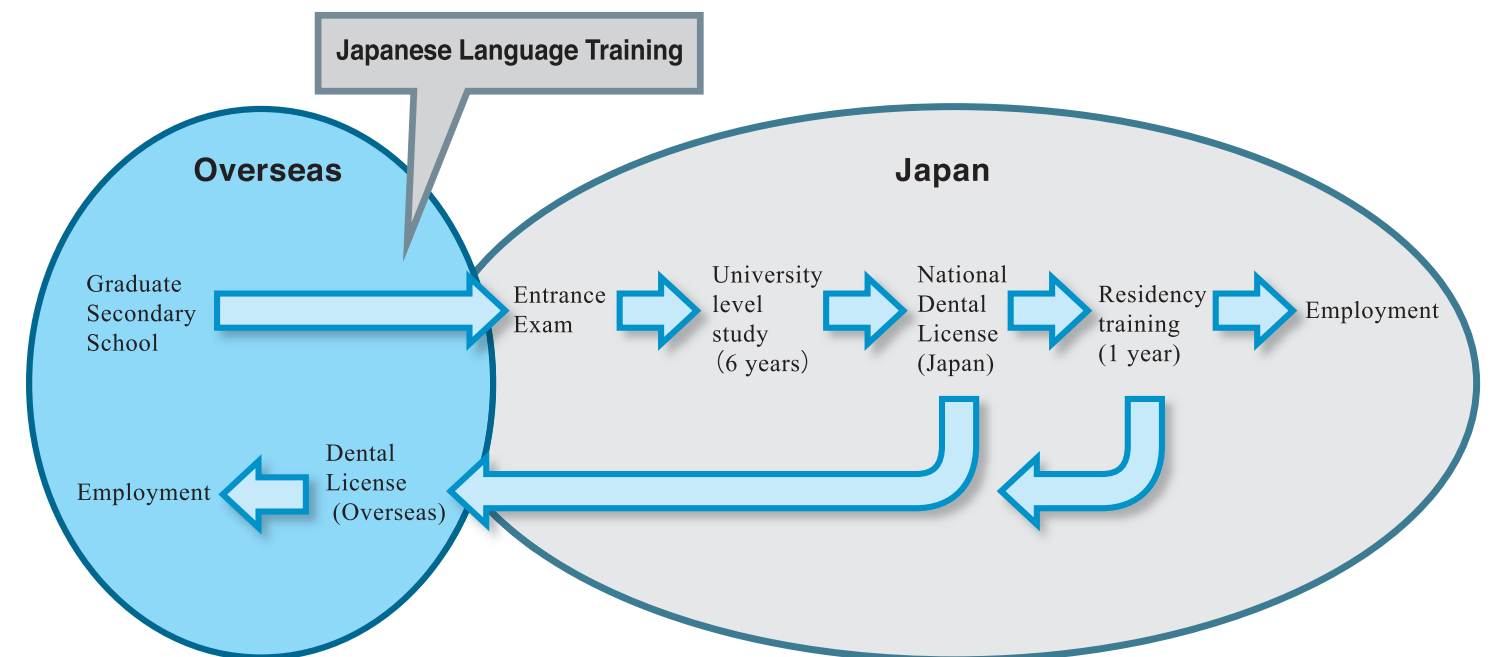 Japanese Language Training
Overseas
Japan
Graduate
Secondary
School
Entrance
Exam
University
level
study
(6 years)
National
Dental
License
(Japan)
Residency
training
(1 year)
Employment
Employment
Dental
License
(Overseas)